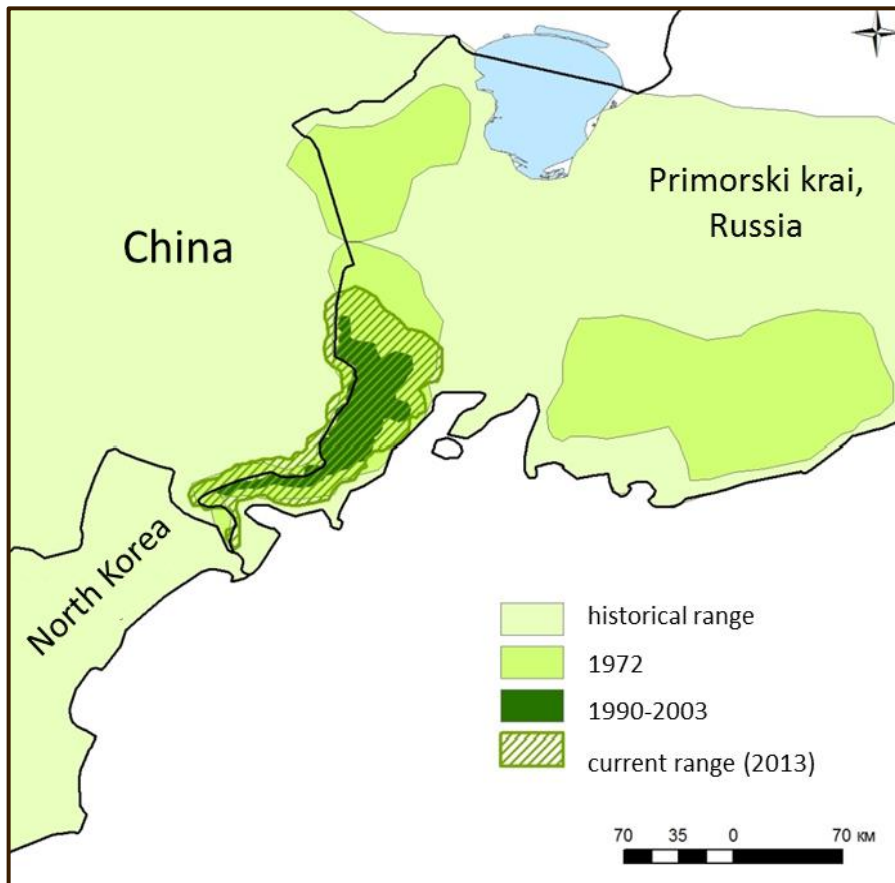 Primorski krai,
Russia
China
North Korea
historical range
1972
1990-2003
current range (2013)
70 35 0 70 км